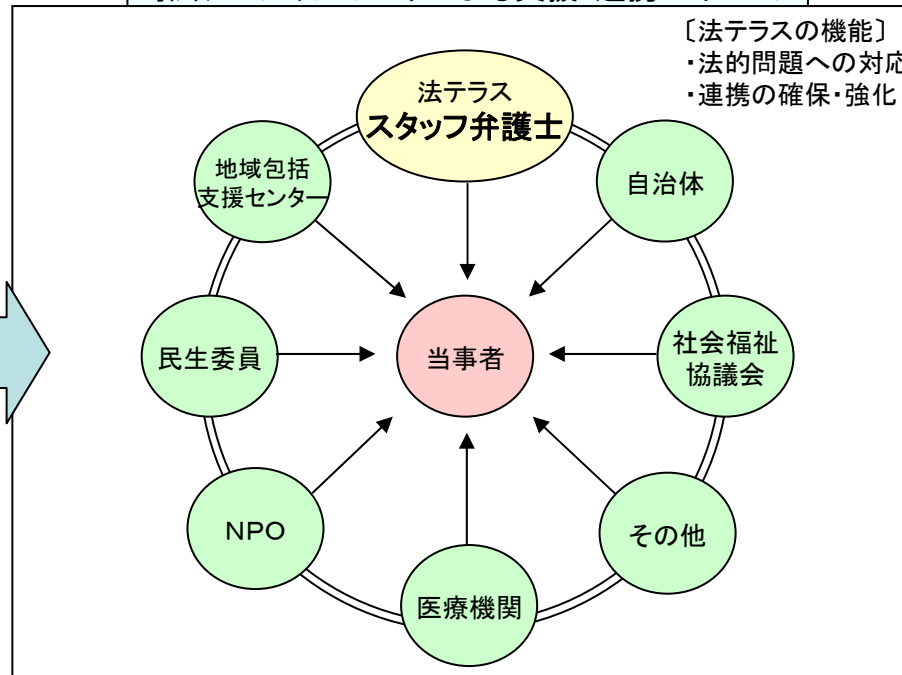 〔法テラスの機能〕
・法的問題への対応
・連携の確保・強化
法テラス
スタッフ弁護士
地域包括
支援センター
自治体
民生委員
当事者
社会福祉
協議会
NPO
その他
医療機関